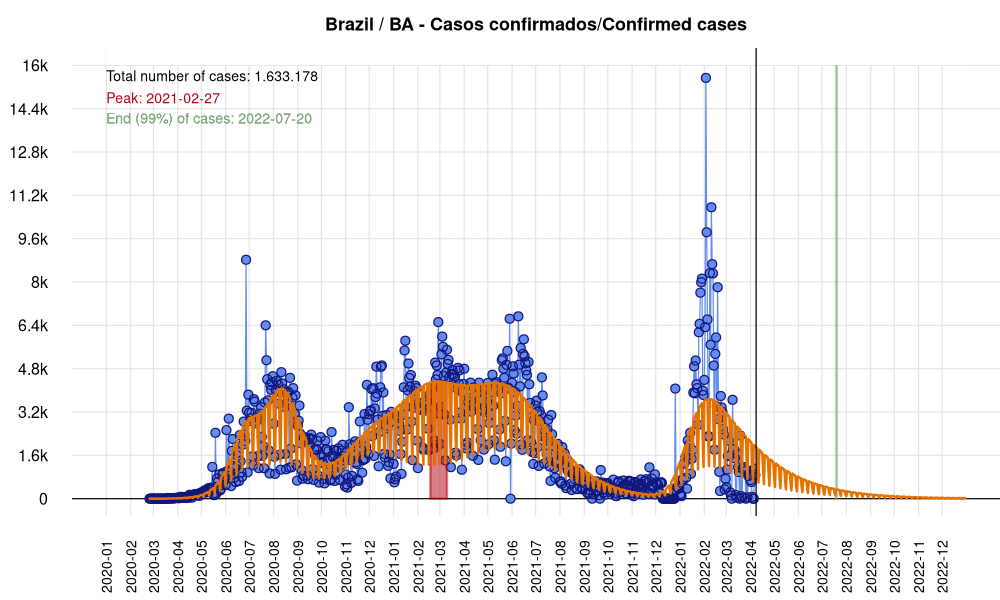 Brazil / BA - Casos confirmados/Confirmed cases
Total number of cases: 1.633.178
Peak: 2021-02-27
End (99%) of cases: 2022-07-20
16k
14.4k
12.8k
11.2k
9.6k
8k
6.4k
4.8k
3.2k
1.6k
0
2020-01
2020-02
2020-03
2020-04
2020-05
2020-06
2020-07
2020-08
2020-09
2020-10
2020-11
2020-12
2021-01
2021-02
2021-03
2021-04
2021-05
2021-06
2021-07
2021-08
2021-09
2021-10
2021-11
2021-12
2022-01
2022-02
2022-03
2022-04
2022-05
2022-06
2022-07
2022-08
2022-09
2022-10
2022-11
2022-12